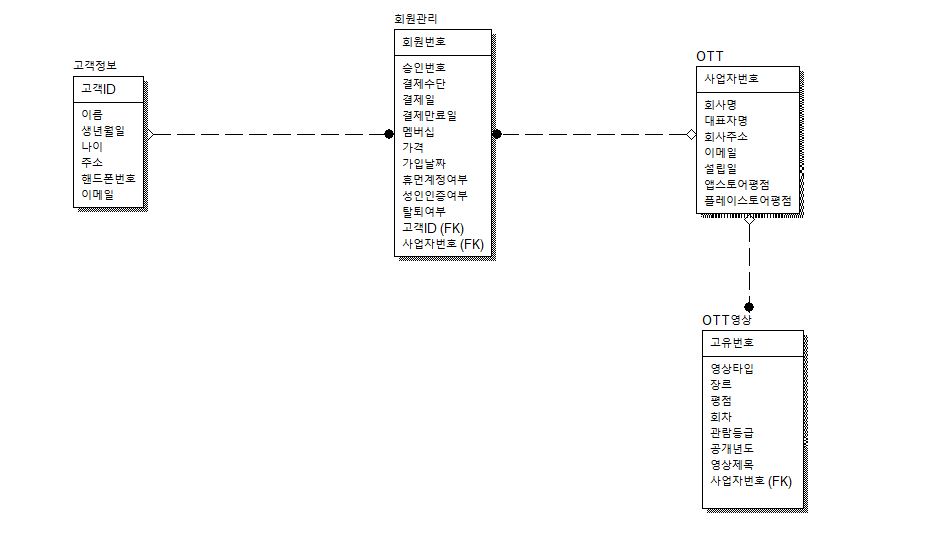 고객정보
고객ID
이름
생년월일
나이
주소
핸드폰번호
이메일
회원관리
회원번호
승인번호
결제수단
결제일
결제만료일
멤버십
가격
가입날짜
휴먼계정여부
성인인증여부
탈퇴여부
고객ID (FK)
사업자번호 (FK)
OTT
사업자번호
회사명
대표자명
회사주소
이메일
설립일
앱스토어평점
플레이스토어평점
OTT영상
고유번호
영상타입
장르
평점
회차
관람등급
공개년도
영상제목
사업자번호 (FK)